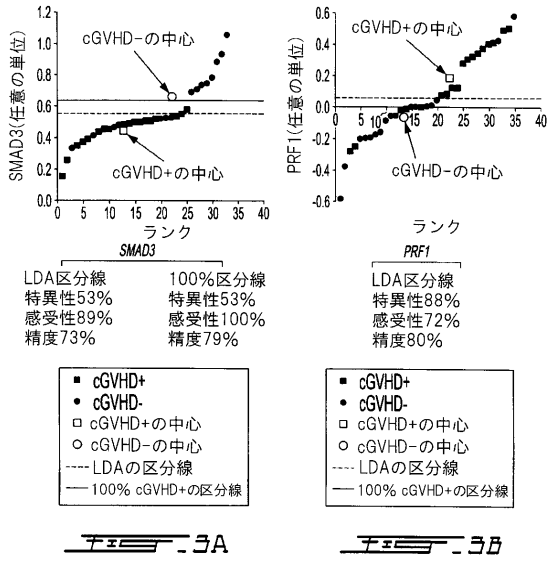 SMAD3(任意の単位)
1.2
1.0
0.8
0.6
0.4
0.2
0.0
0 5 10 15 20 25 30 35 40
ランク
cGVHD-の中心
cGVHD+の中心
SMAD3
LDA区分線
特異性53%
感受性89%
精度73%
100%区分線
特異性53%
感受性100%
精度79%
■ cGVHD+
● cGVHD-
□ cGVHD+の中心
○ cGVHD-の中心
----- LDAの区分線
— 100% cGVHD+の区分線
PRF1(任意の単位)
0.6
0.4
0.2
0.0
-0.2
-0.4
-0.6
0 5 10 15 20 25 30 35 40
ランク
cGVHD+の中心
cGVHD-の中心
PRF1
LDA区分線
特異性88%
感受性72%
精度80%
■ cGVHD+
● cGVHD-
□ cGVHD+の中心
○ cGVHD-の中心
----- LDAの区分線
— 100% cGVHD+の区分線
-3A
-3B